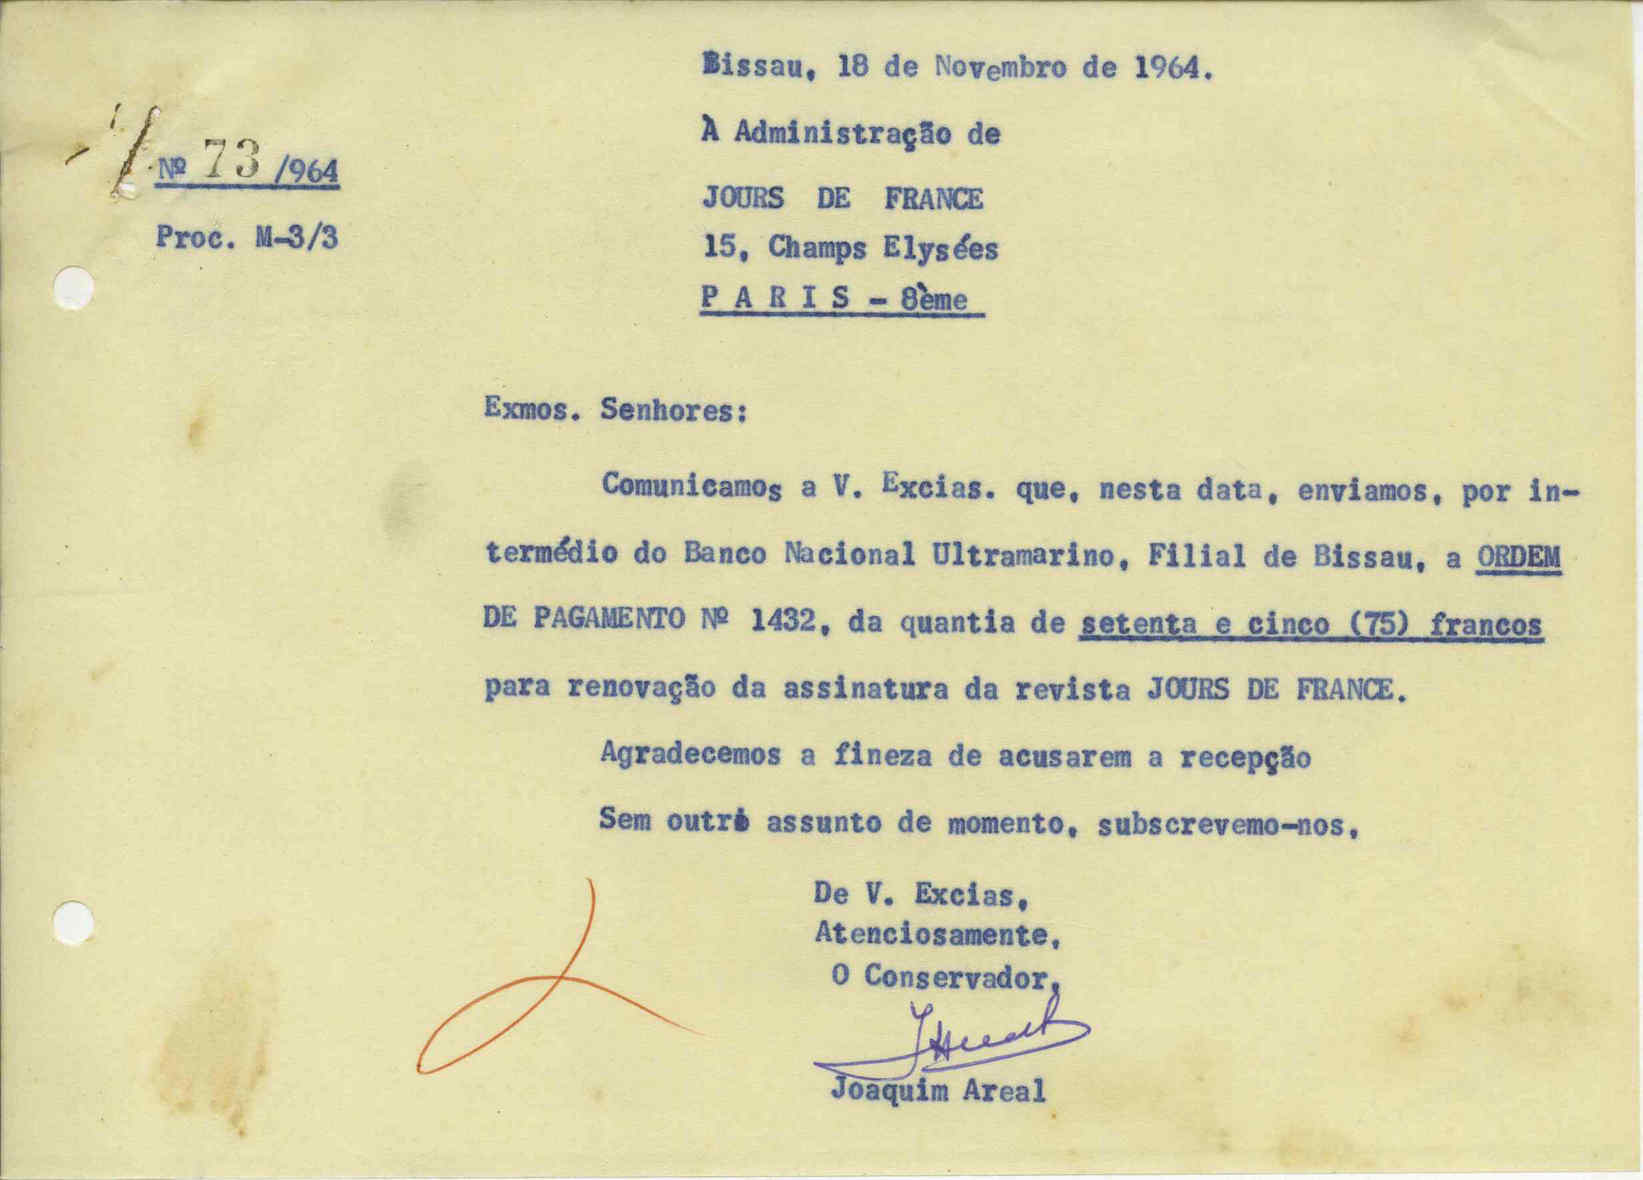 Bissau, 18 de Novembro de 1964.
À Administração de
Nº 73 /964
JOURS DE FRANCE
Proc. M-3/3
15, Champs Elysées
P A R I S - 8ème
Exmos. Senhores:
Comunicamos a V. Excias. que, nesta data, enviamos, por in-
termédio do Banco Nacional Ultramarino, Filial de Bissau, a ORDEM
DE PAGAMENTO Nº 1432, da quantia de setenta e cinco (75) francos
para renovação da assinatura da revista JOURS DE FRANCE.
Agradecemos a fineza de acusarem a recepção
Sem outro assunto de momento, subscrevemo-nos,
De V. Excias,
Atenciosamente,
O Conservador,
Joaquim Areal